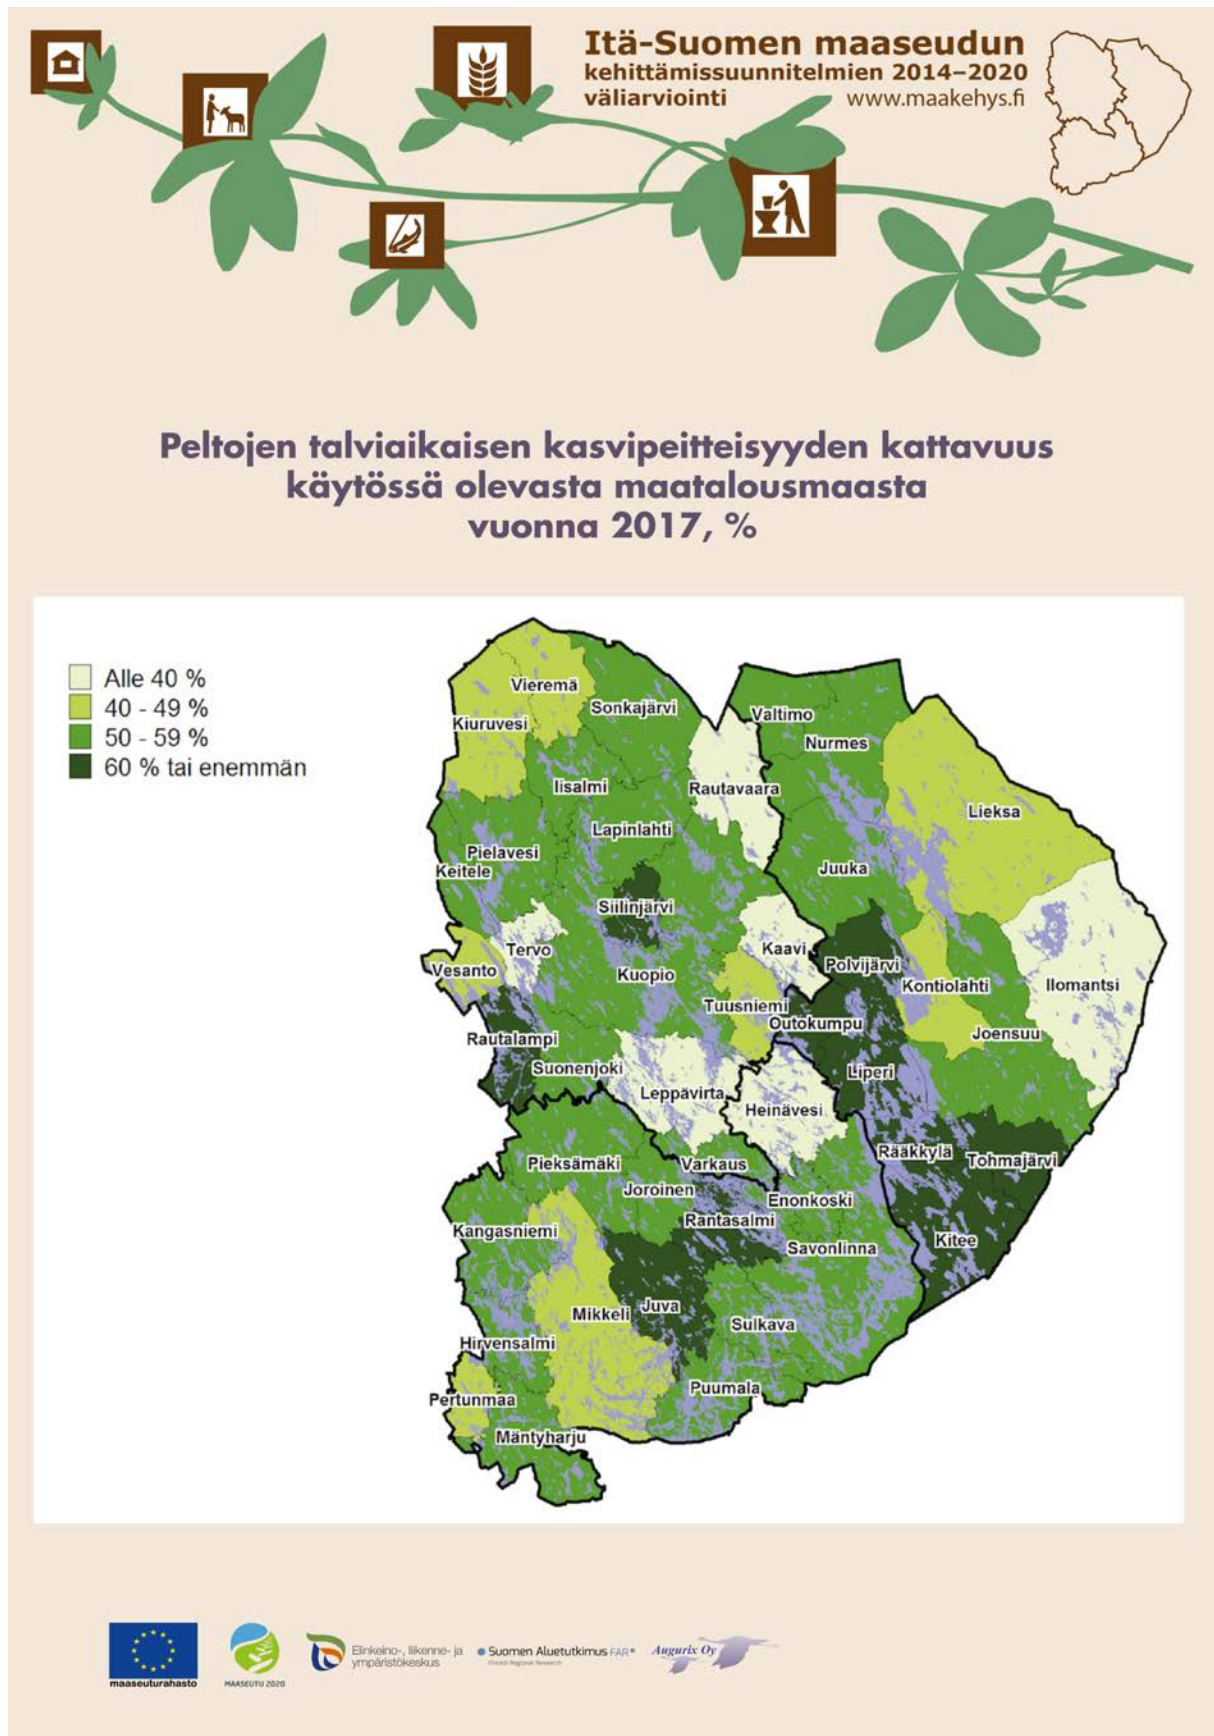 Itä-Suomen maaseudun
kehittämissuunnitelmien 2014–2020
väliarviointi www.maakehys.fi
Peltojen talviaikaisen kasvipeitteisyyden kattavuus
käytössä olevasta maatalousmaasta
vuonna 2017, %
Alle 40 %
40 - 49 %
50 - 59 %
60 % tai enemmän
Vieremä
Sonkajärvi
Kiuruvesi
Valtimo
Nurmes
Iisalmi
Rautavaara
Lieksa
Lapinlahti
Pielavesi
Keitele
Juuka
Siilinjärvi
Tervo
Kaavi
Vesanto
Kuopio
Polvijärvi
Kontiolahti
Ilomantsi
Tuusniemi
Outokumpu
Joensuu
Rautalampi
Suonenjoki
Liperi
Leppävirta
Heinävesi
Rääkkylä
Tohmajärvi
Pieksämäki
Varkaus
Joroinen
Enonkoski
Rantasalmi
Kangasniemi
Savonlinna
Kitee
Mikkeli
Juva
Sulkava
Hirvensalmi
Puumala
Pertunmaa
Mäntyharju
maaseuturahasto
MAASEUTU 2020
Elinkeino-, liikenne- ja
ympäristökeskus
Suomen Aluetutkimus FAR®
Finnish Regional Research
Augurix Oy